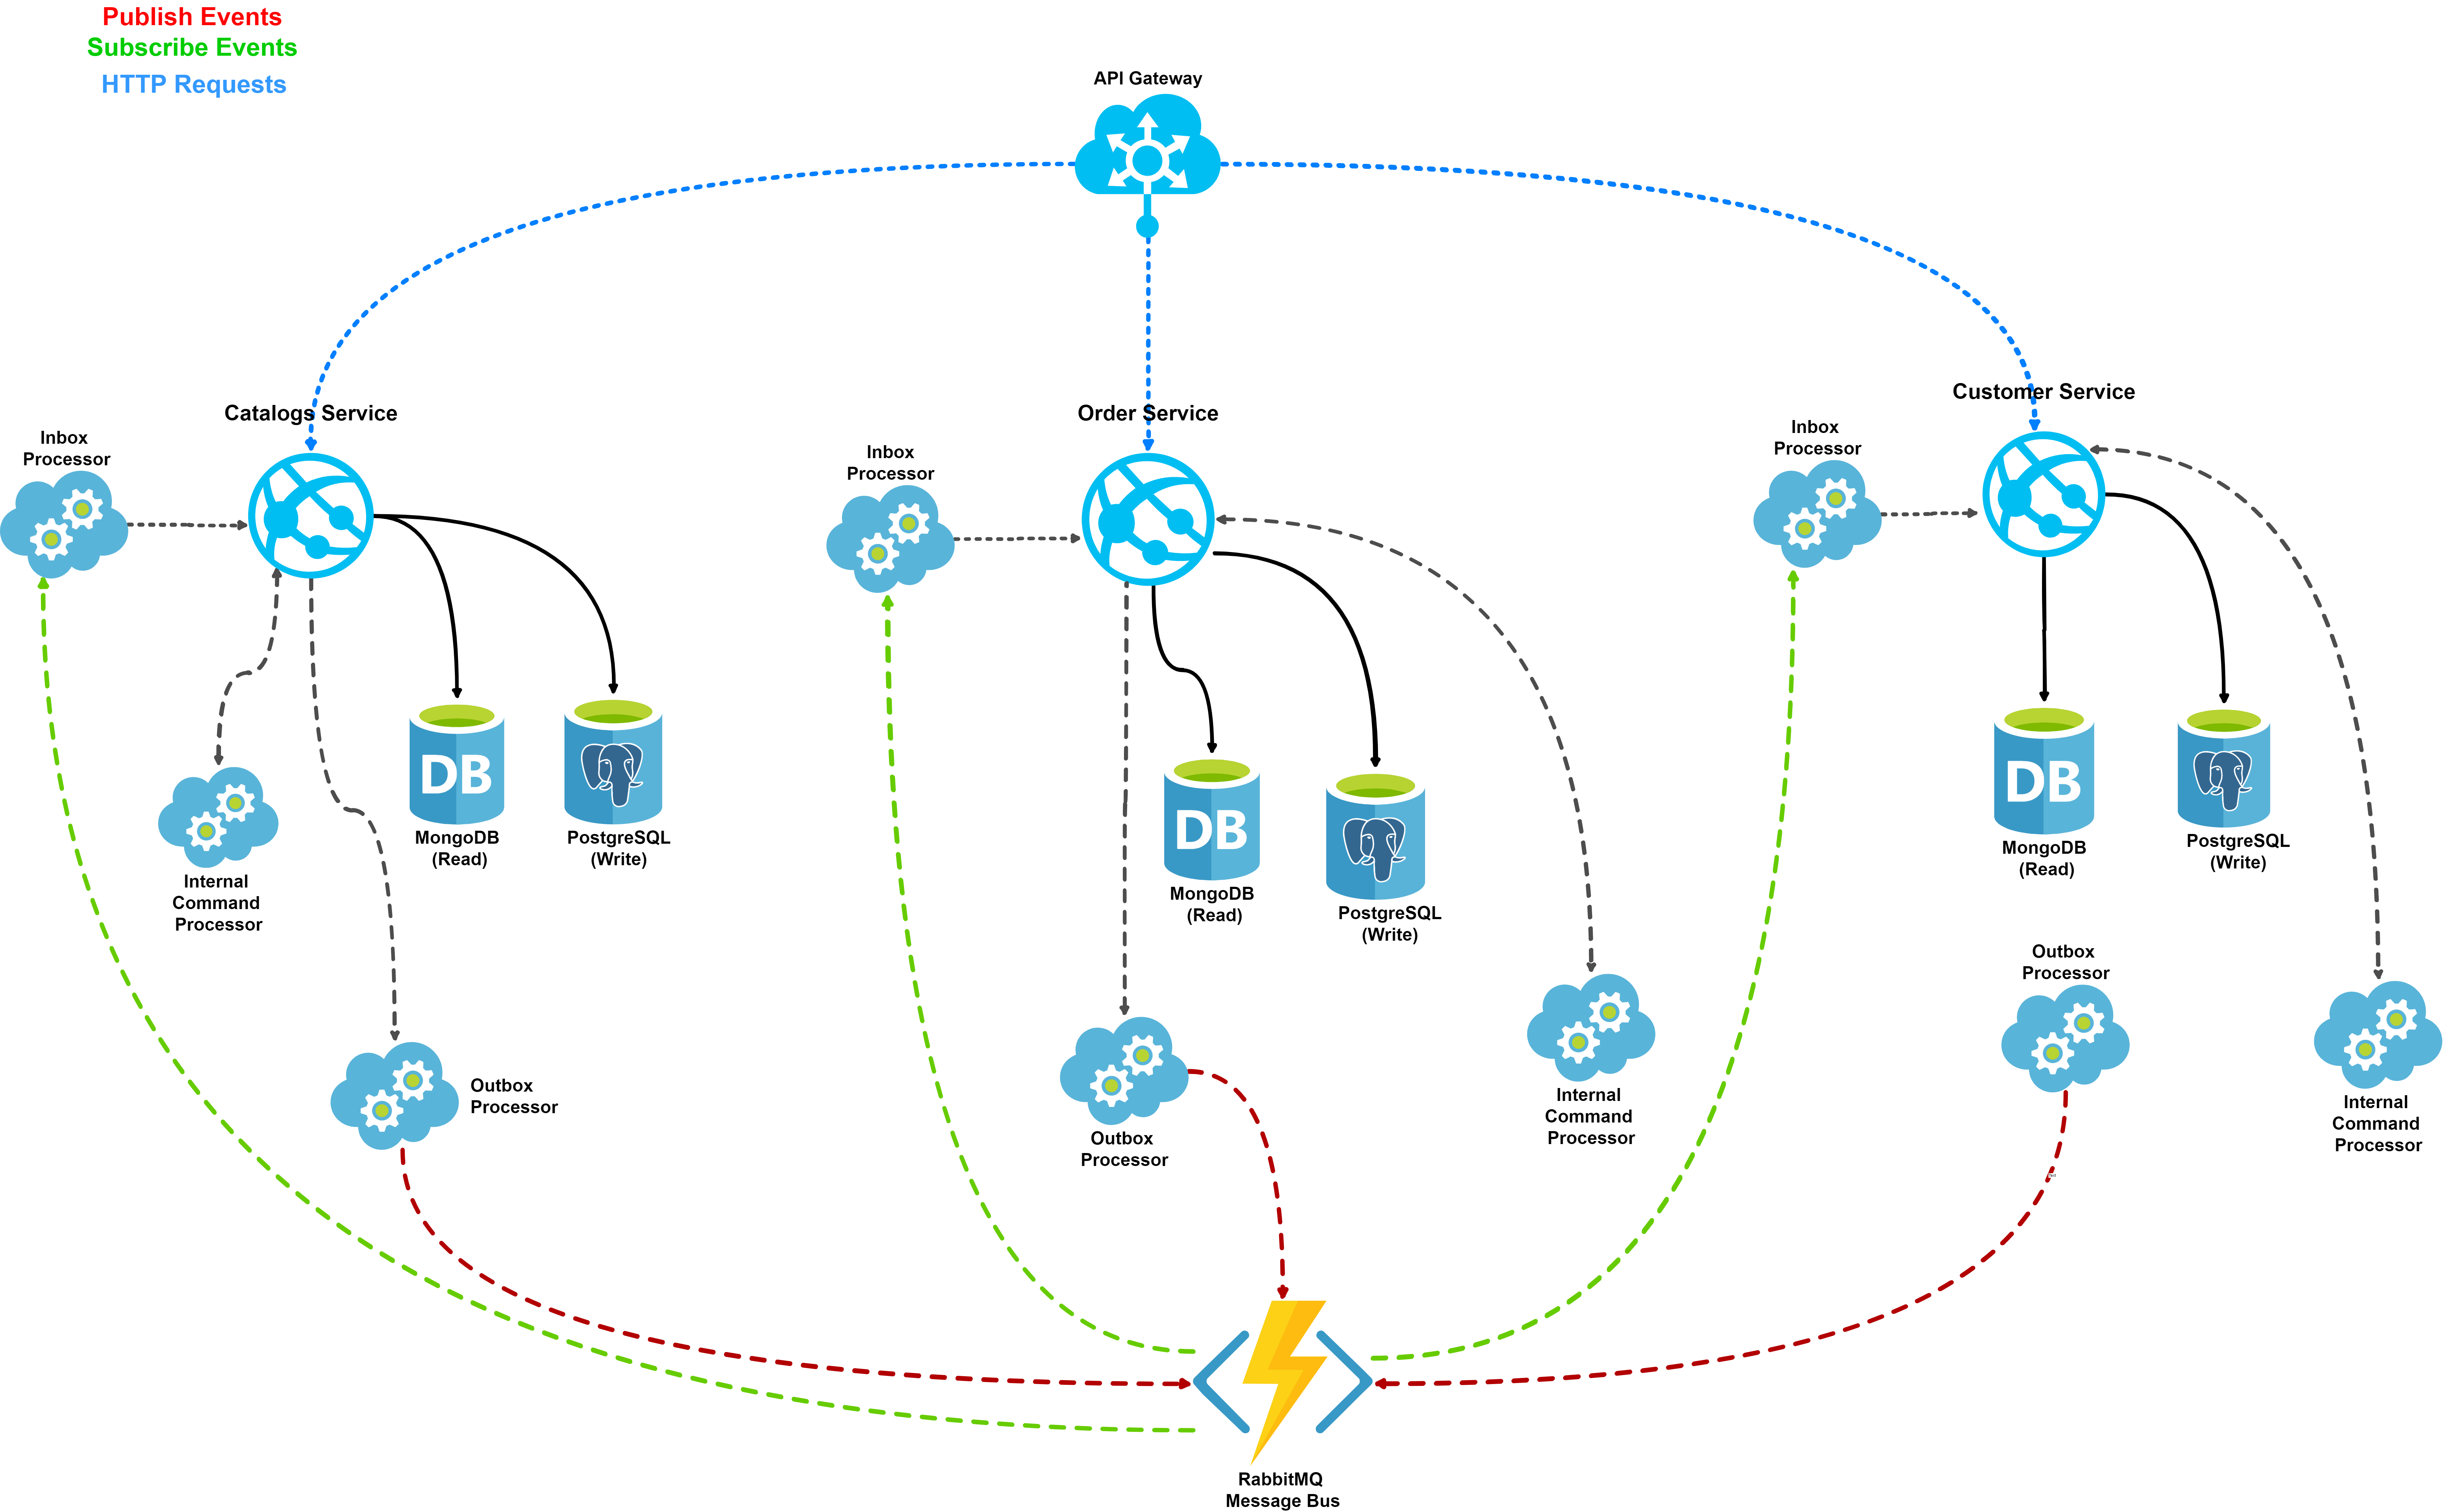 Publish Events
Subscribe Events
HTTP Requests
API Gateway
Catalogs Service
Order Service
Customer Service
Inbox
Processor
Inbox
Processor
Inbox
Processor
DB
MongoDB
(Read)
PostgreSQL
(Write)
DB
MongoDB
(Read)
PostgreSQL
(Write)
DB
MongoDB
(Read)
PostgreSQL
(Write)
Internal
Command
Processor
Outbox
Processor
Outbox
Processor
Internal
Command
Processor
Outbox
Processor
Internal
Command
Processor
RabbitMQ
Message Bus